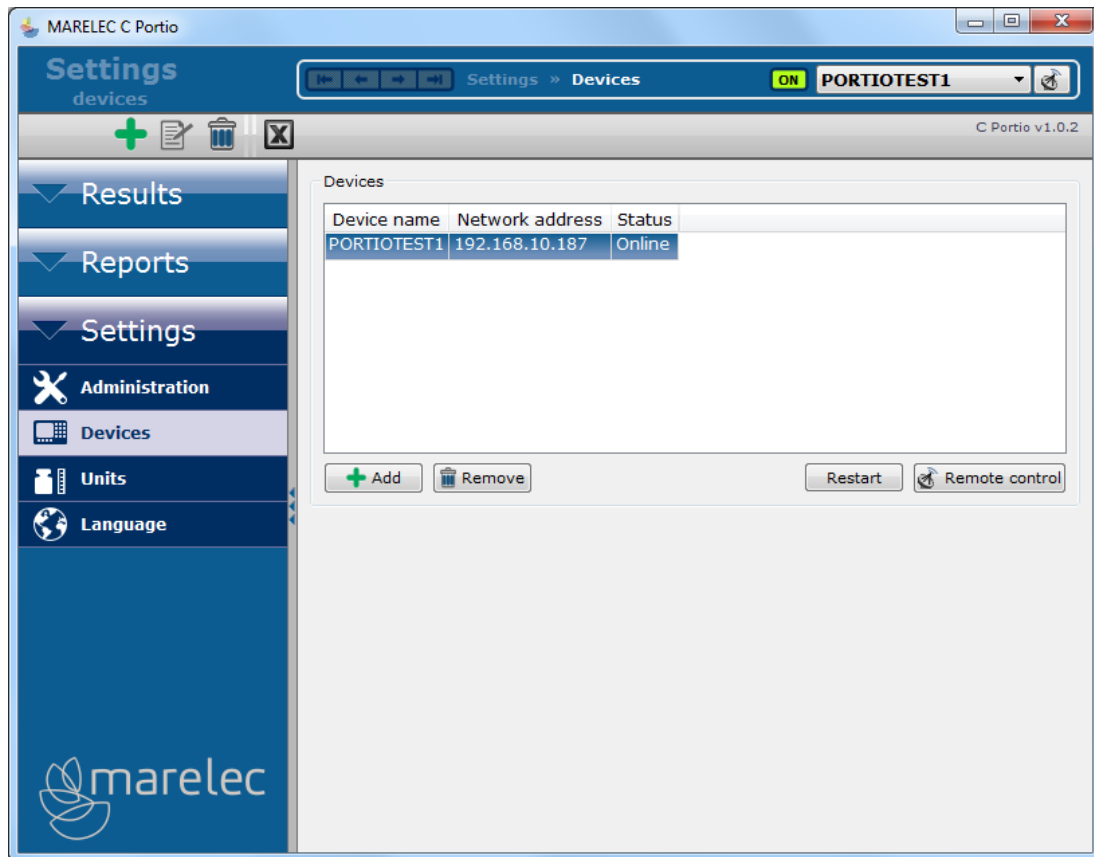 MARELEC C Portio
Settings
devices
Settings » Devices
ON
PORTIOTEST1
C Portio v1.0.2
Results
Reports
Settings
Administration
Devices
Units
Language
marelec
Devices
Device name Network address Status
PORTIOTEST1 192.168.10.187 Online
Add Remove Restart Remote control